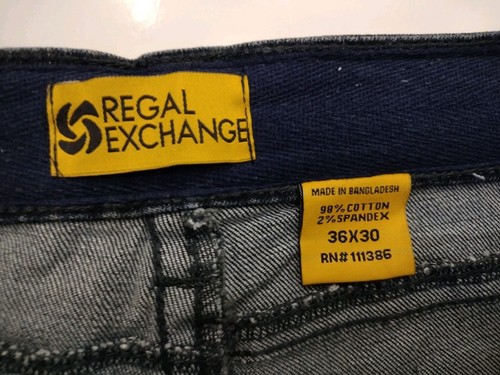 REGAL
EXCHANGE
MADE IN BANGLADESH
98% COTTON
2% SPANDEX
36X30
RN# 111386